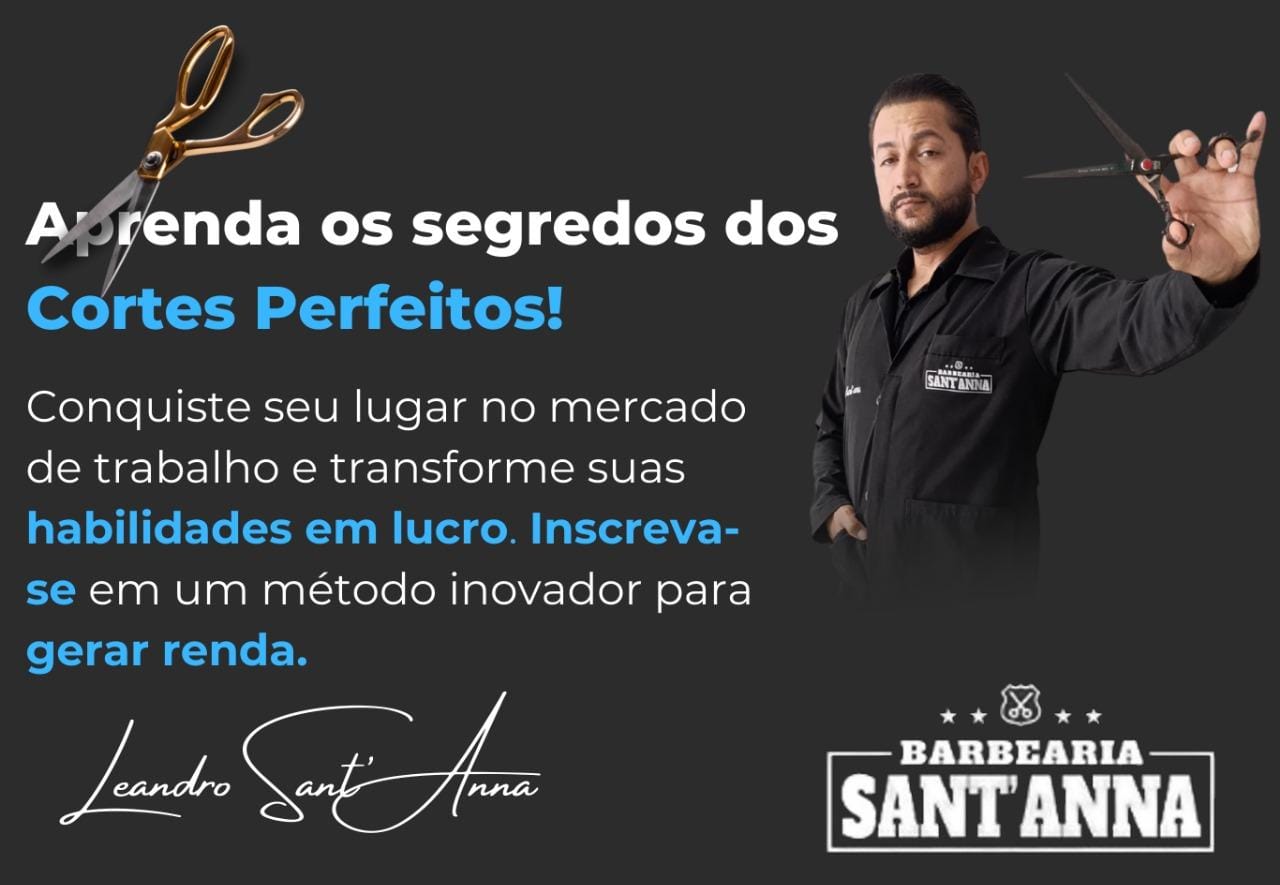 Aprenda os segredos dos
Cortes Perfeitos!
Conquiste seu lugar no mercado
de trabalho e transforme suas
habilidades em lucro. Inscreva-
se em um método inovador para
gerar renda.
Leandro Sant'Anna
BARBEARIA
SANT'ANNA
BARBEARIA
SANT'ANNA